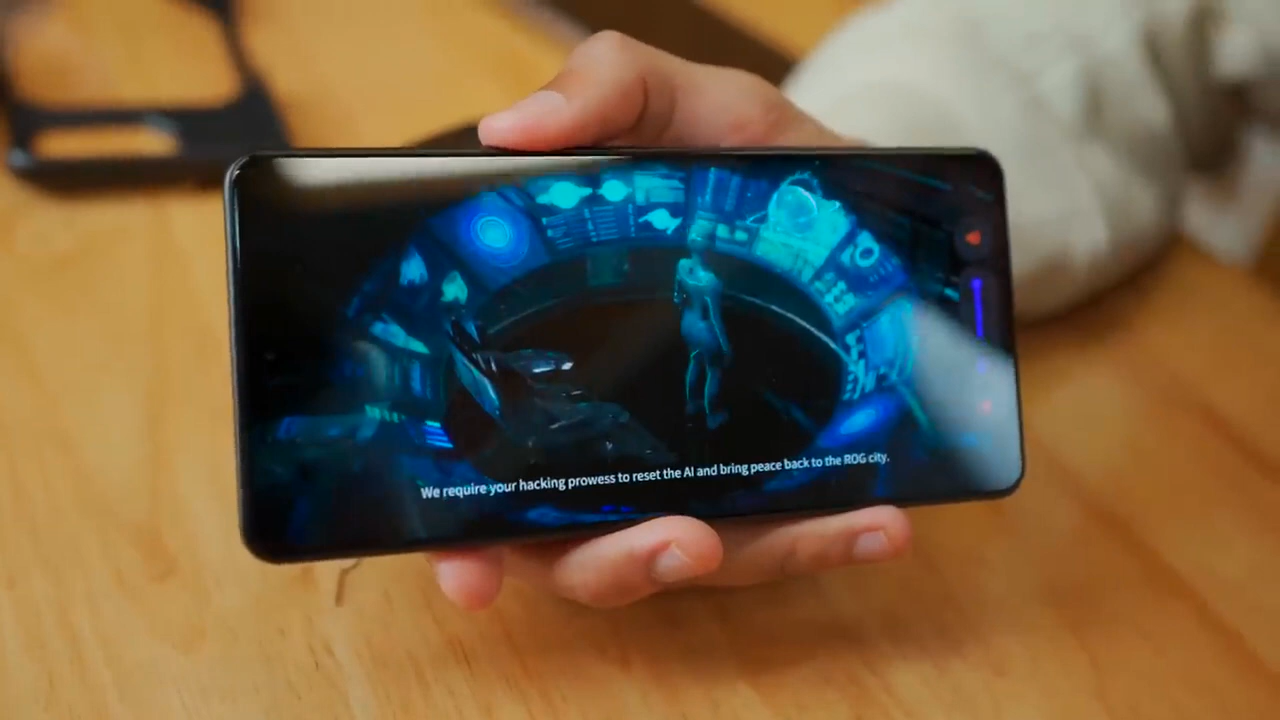 We require your hacking prowess to reset the AI and bring peace back to the ROG city.